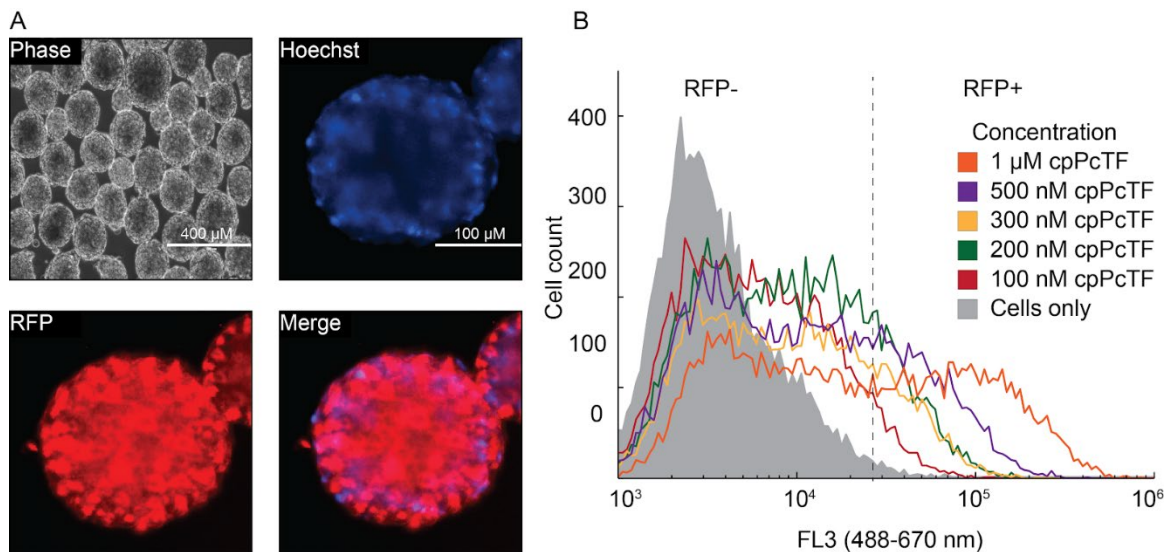 A
Phase
400 µM
Hoechst
100 µM
RFP
Merge
B
RFP-
RFP+
Concentration
1 µM cpPcTF
500 nM cpPcTF
300 nM cpPcTF
200 nM cpPcTF
100 nM cpPcTF
Cells only
Cell count
400
300
200
100
0
10³
10⁴
10⁵
10⁶
FL3 (488-670 nm)